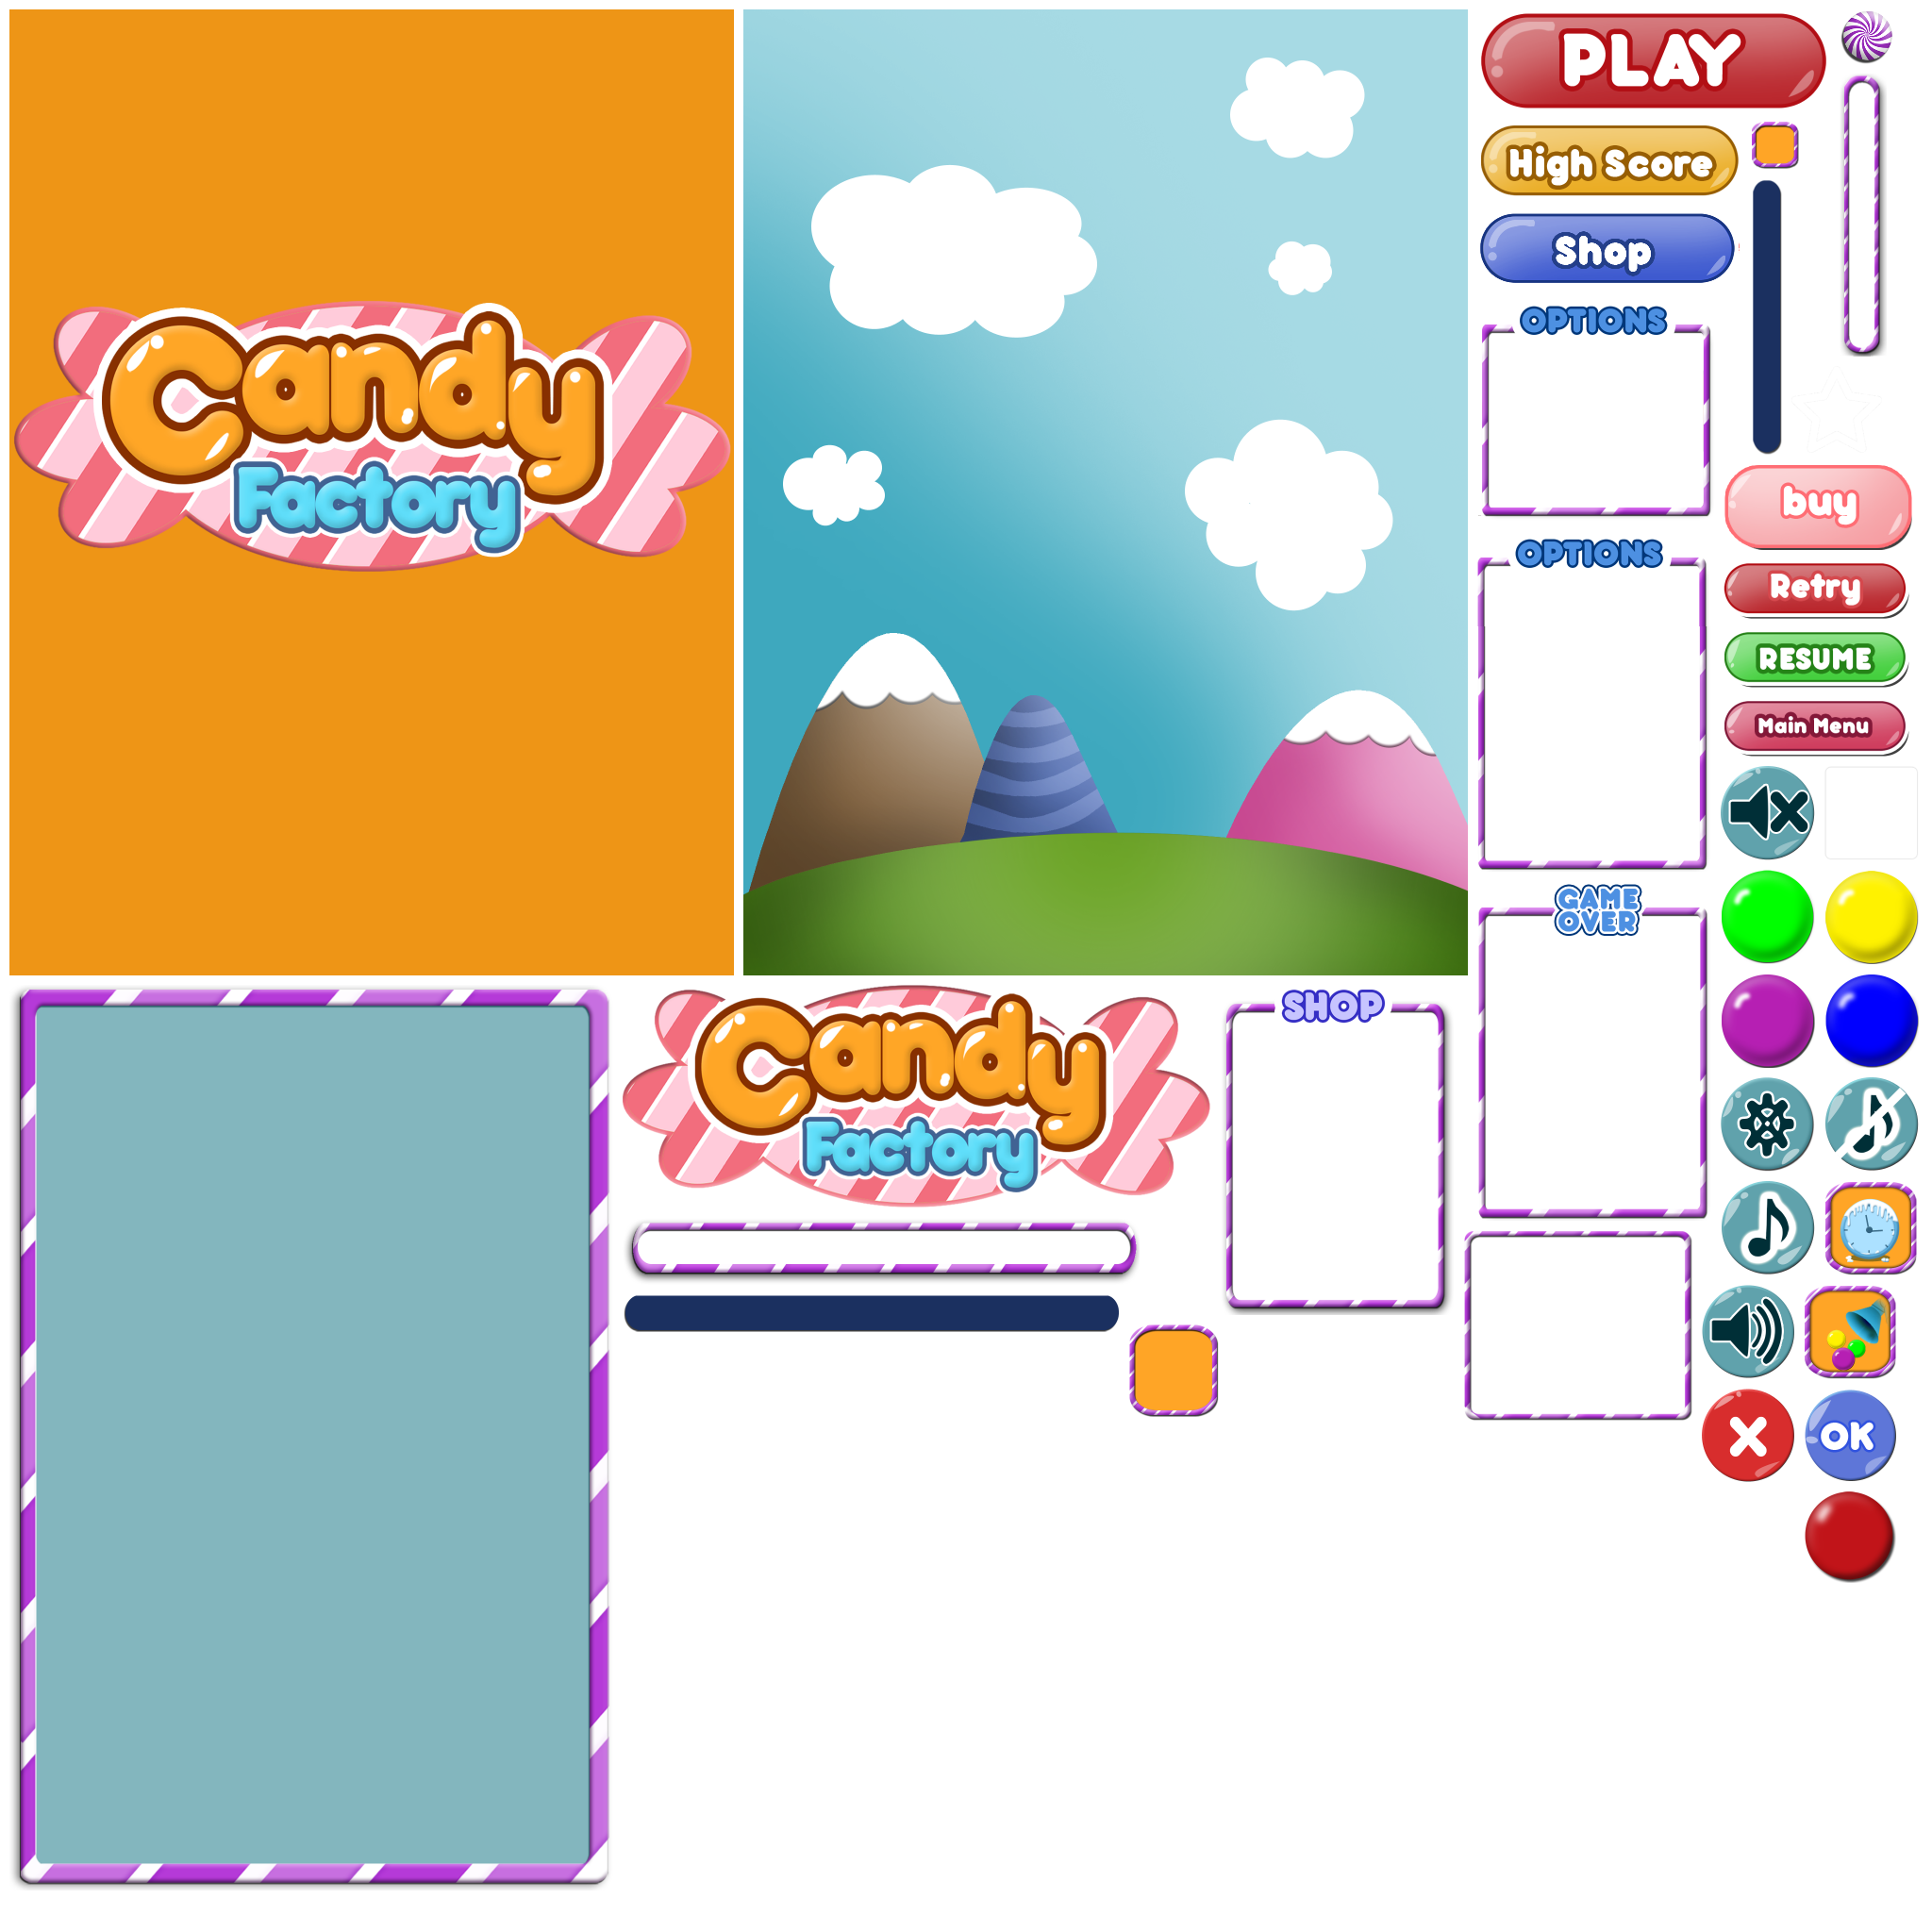 Candy
Factory
PLAY
High Score
Shop
OPTIONS
buy
OPTIONS
Retry
RESUME
Main Menu
GAME
OVER
Candy
Factory
SHOP
OK